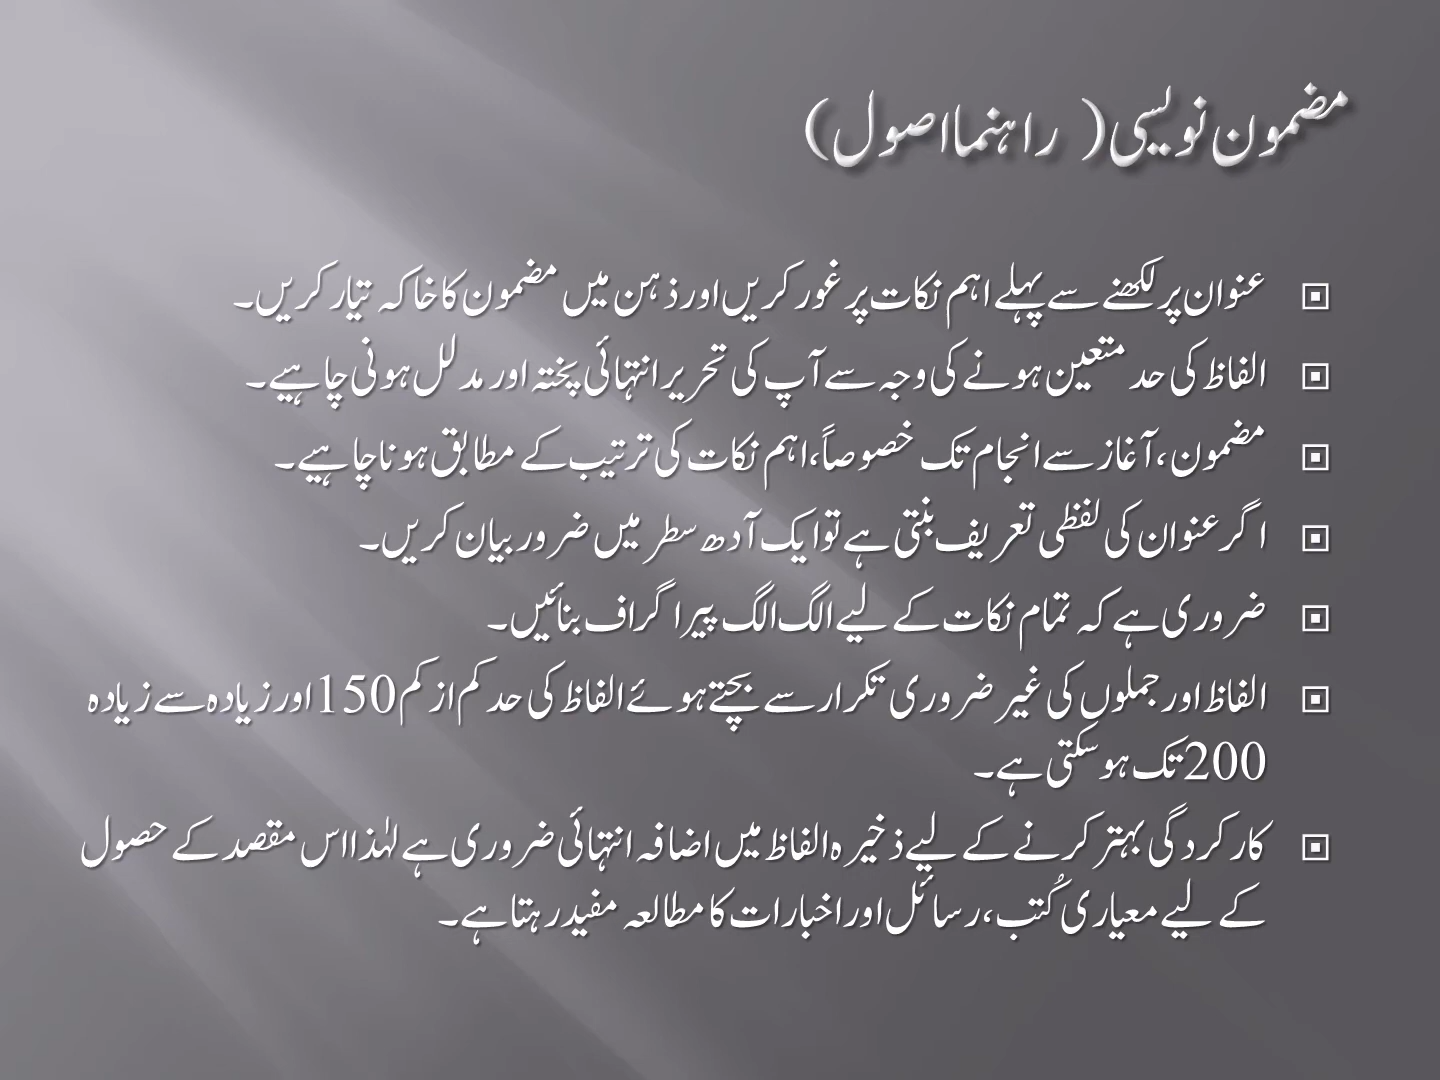 مضمون نویسی( راہنما اصول)
عنوان پر لکھنے سے پہلے اہم نکات پر غور کریں اور ذہن میں مضمون کا خاکہ تیار کریں۔
الفاظ کی حد متعین ہونے کی وجہ سے آپ کی تحریر انتہائی پختہ اور مدلل ہونی چاہیے۔
مضمون، آغاز سے انجام تک خصوصاً، اہم نکات کی ترتیب کے مطابق ہونا چاہیے۔
اگر عنوان کی لفظی تعریف بنتی ہے تو ایک آدھ سطر میں ضرور بیان کریں۔
ضروری ہے کہ تمام نکات کے لیے الگ الگ پیرا گراف بنائیں۔
الفاظ اور جملوں کی غیر ضروری تکرار سے بچتے ہوئے الفاظ کی حد کم از کم 150 اور زیادہ سے زیادہ
200 تک ہو سکتی ہے۔
کارکردگی بہتر کرنے کے لیے ذخیرہ الفاظ میں اضافہ انتہائی ضروری ہے لہٰذا اس مقصد کے حصول
کے لیے معیاری کُتب، رسائل اور اخبارات کا مطالعہ مفید رہتا ہے۔